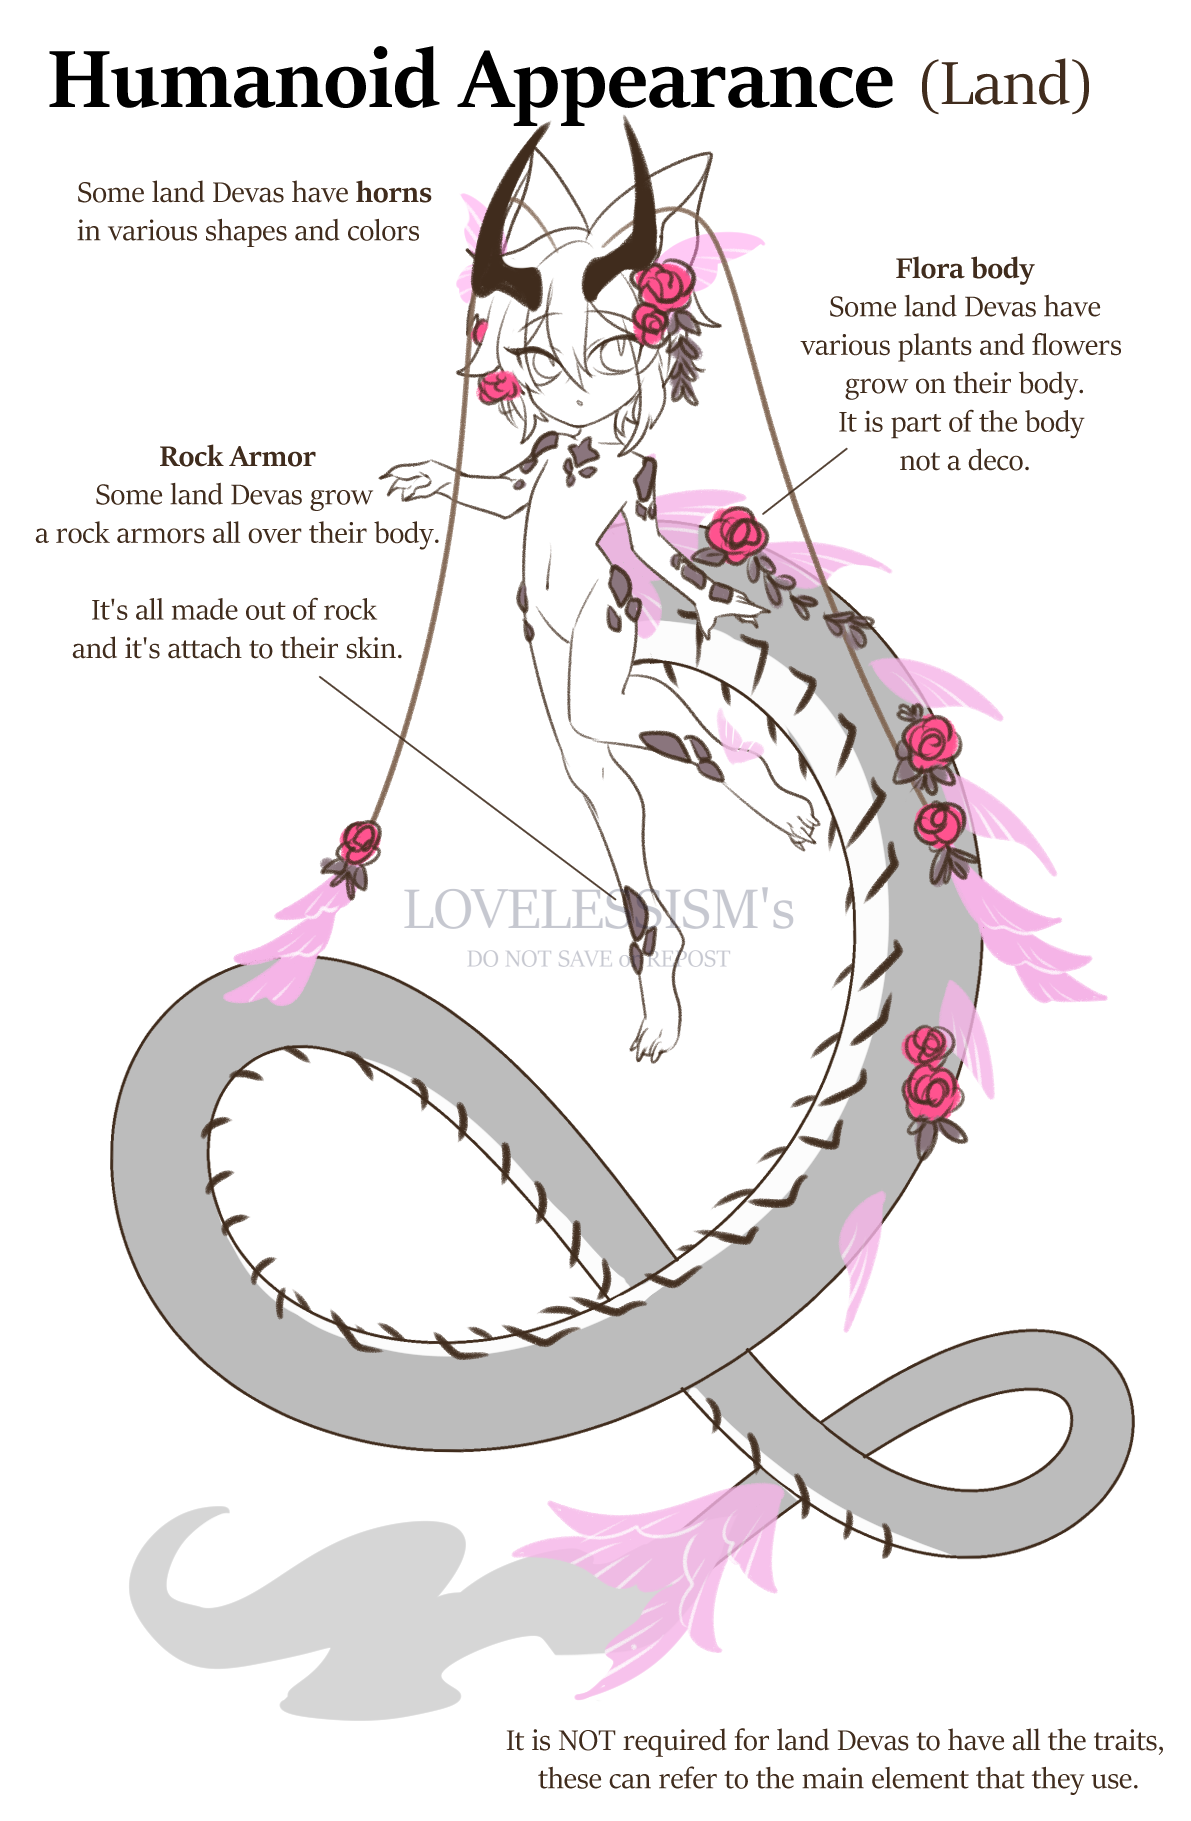 Humanoid Appearance (Land)
Some land Devas have horns
in various shapes and colors
Flora body
Some land Devas have
various plants and flowers
grow on their body.
It is part of the body
not a deco.
Rock Armor
Some land Devas grow
a rock armors all over their body.
It's all made out of rock
and it's attach to their skin.
LOVELESSISM's
DO NOT SAVE or REPOST
It is NOT required for land Devas to have all the traits,
these can refer to the main element that they use.